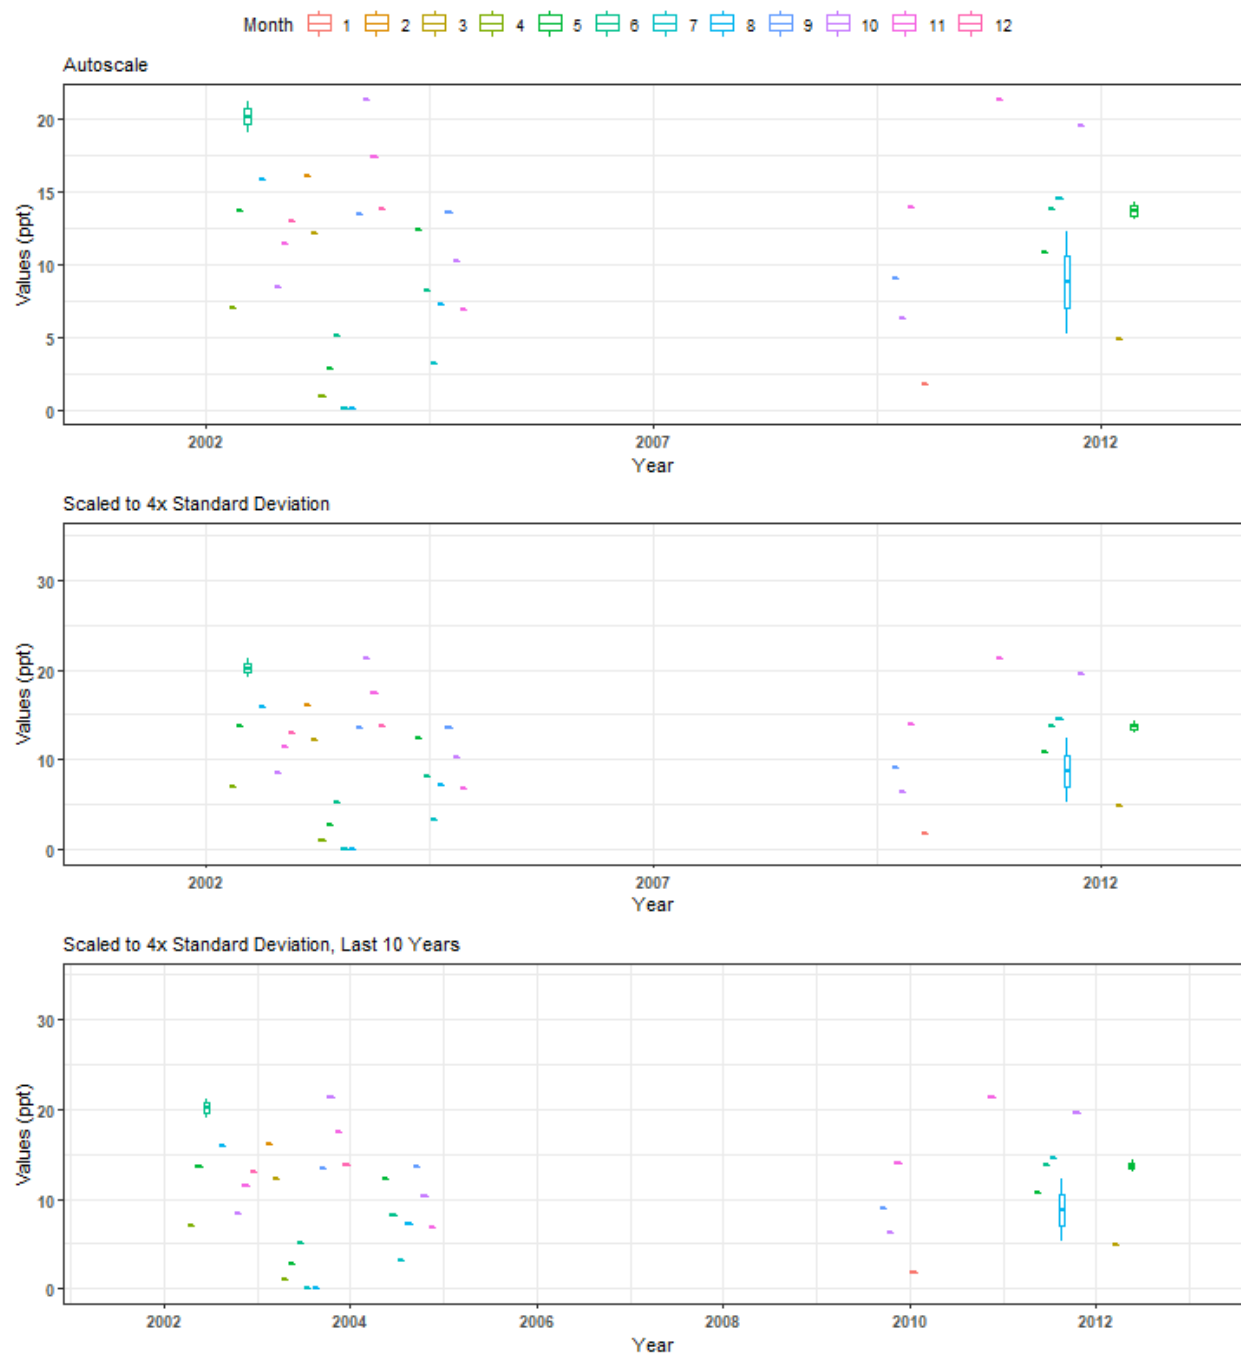 Month 1 2 3 4 5 6 7 8 9 10 11 12
Autoscale
20
15
10
5
0
Values (ppt)
2002 2007 2012
Year
Scaled to 4x Standard Deviation
30
20
10
0
Values (ppt)
2002 2007 2012
Year
Scaled to 4x Standard Deviation, Last 10 Years
30
20
10
0
Values (ppt)
2002 2004 2006 2008 2010 2012
Year